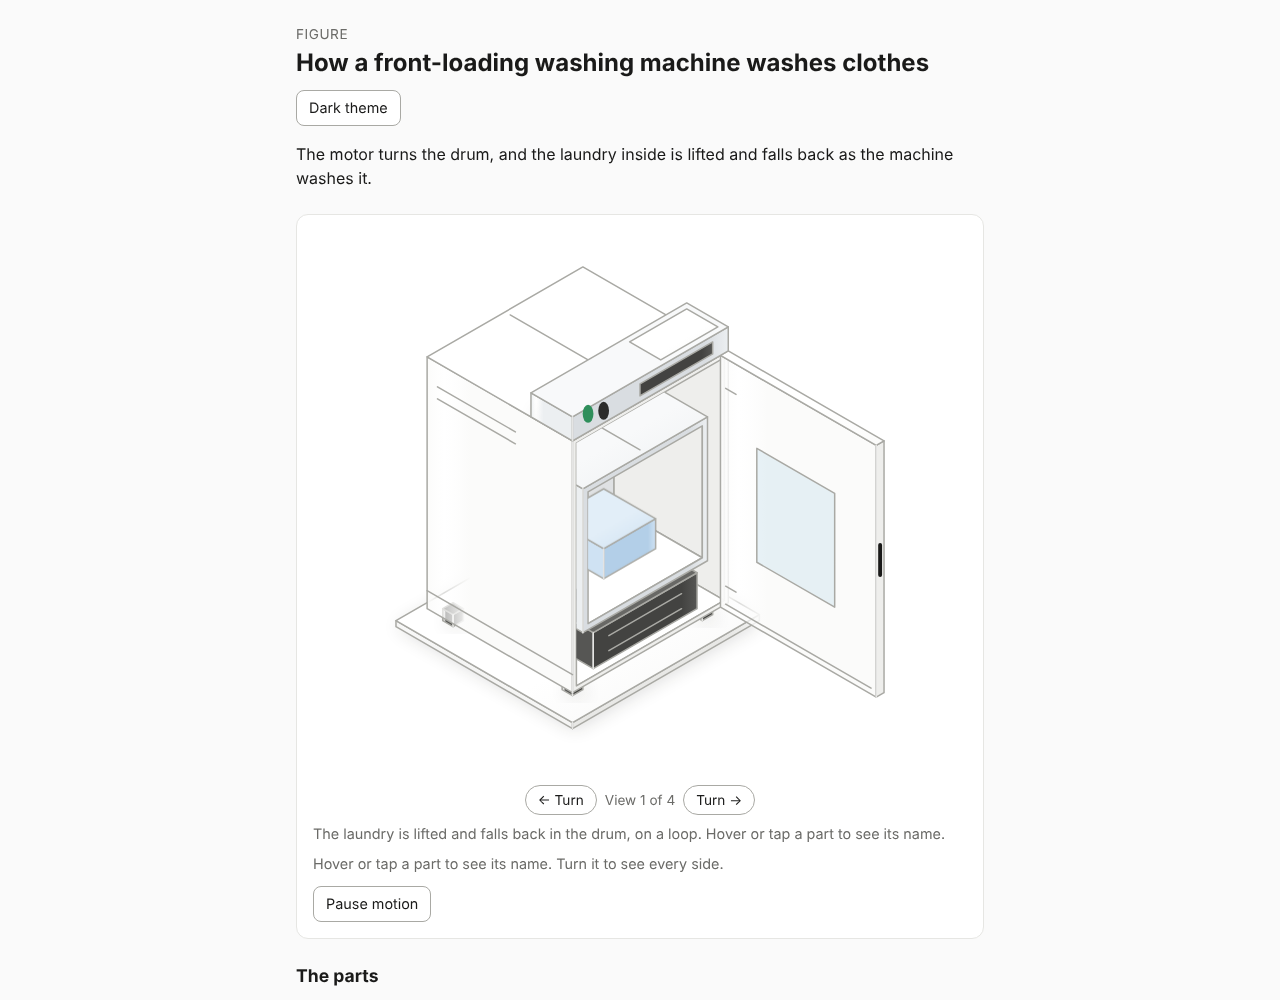 FIGURE
How a front-loading washing machine washes clothes
Dark theme
The motor turns the drum, and the laundry inside is lifted and falls back as the machine
washes it.
← Turn
View 1 of 4
Turn →
The laundry is lifted and falls back in the drum, on a loop. Hover or tap a part to see its name.
Hover or tap a part to see its name. Turn it to see every side.
Pause motion
The parts